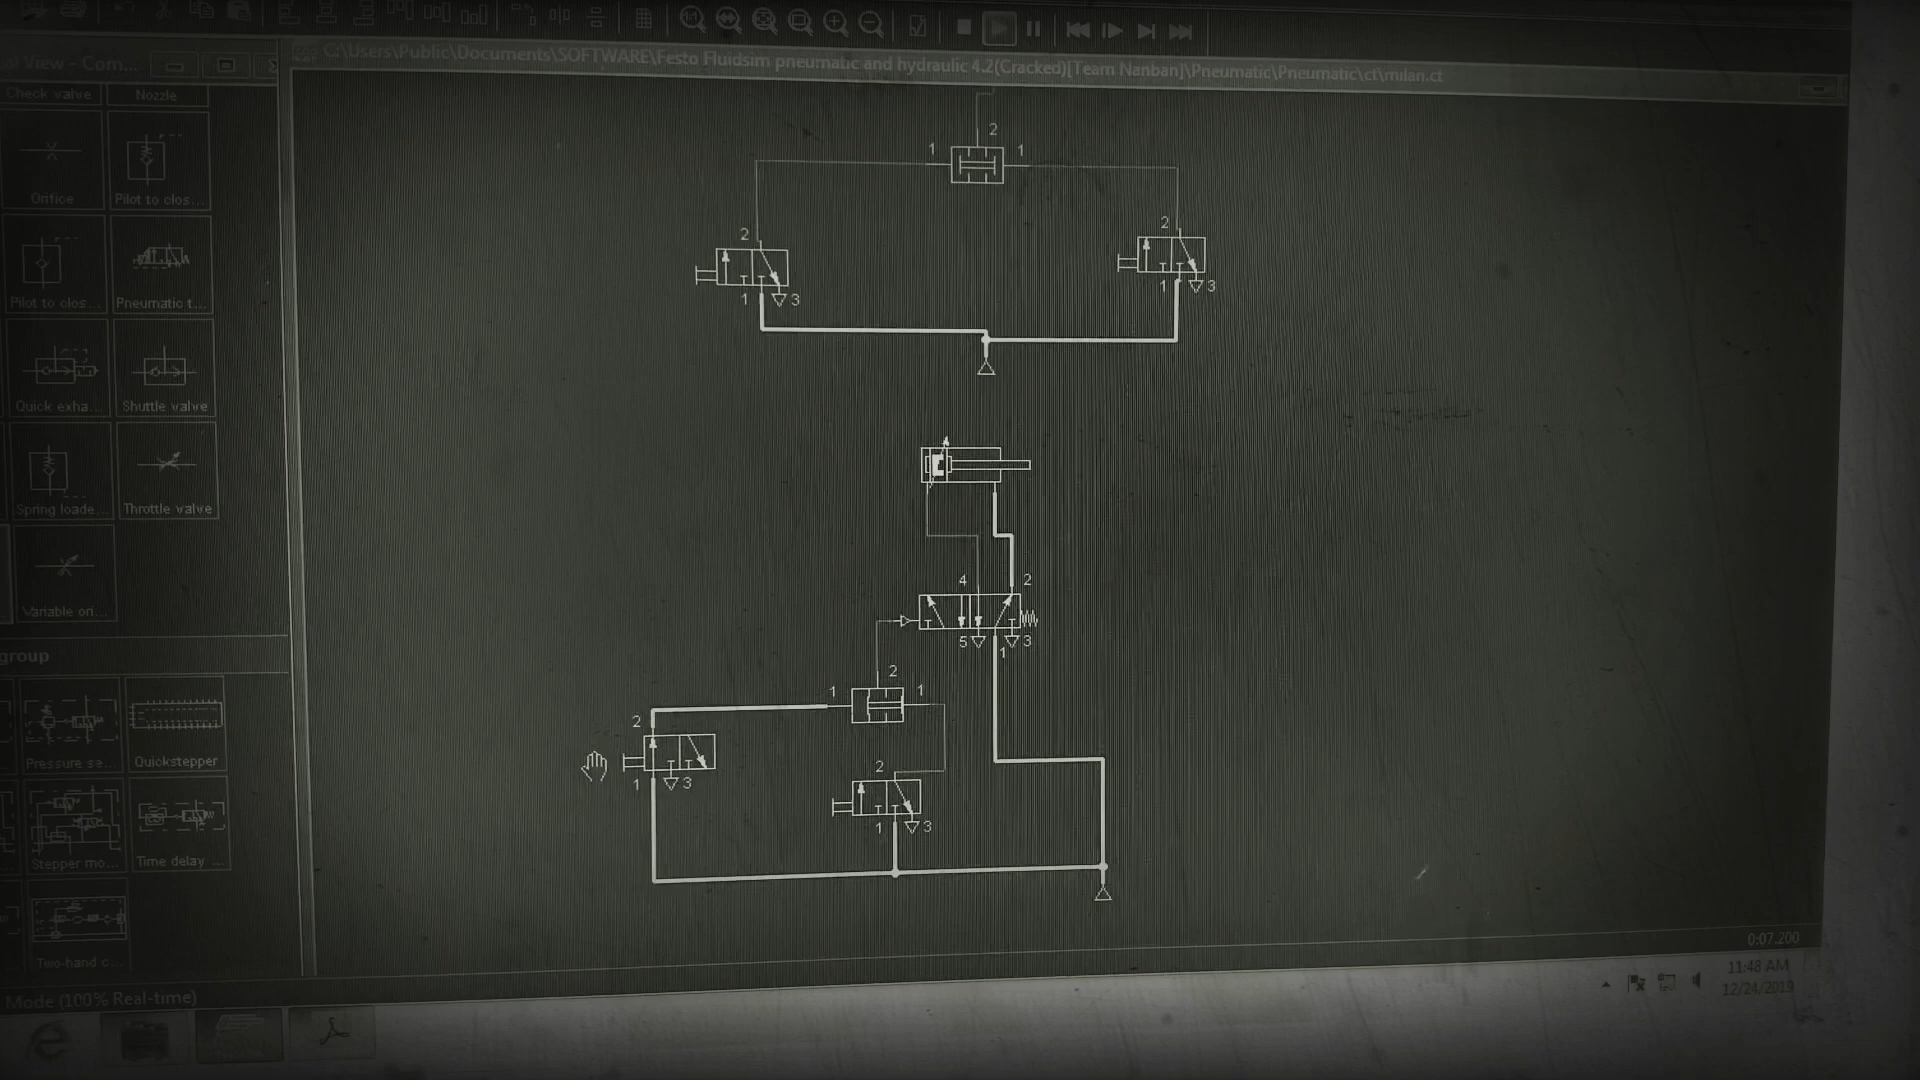 C:\Users\Public\Documents\SOFTWARE\Festo Fluidsim pneumatic and hydraulic 4.2(Cracked)[Team Nanban]\Pneumatic\Pneumatic\ct\milan.ct
View - Com...
Check valve
Nozzle
Orifice
Pilot to clos...
Pilot to clos...
Pneumatic t...
Quick exha...
Shuttle valve
Spring loade...
Throttle valve
Variable ori...
group
Pressure se...
Quickstepper
Stepper mo...
Time delay ...
Two-hand c...
2
1
1
2
2
1
3
1
3
4
2
5
1
3
2
1
1
2
1
3
2
1
3
0:07.200
Mode (100% Real-time)
11:48 AM
12/24/2019